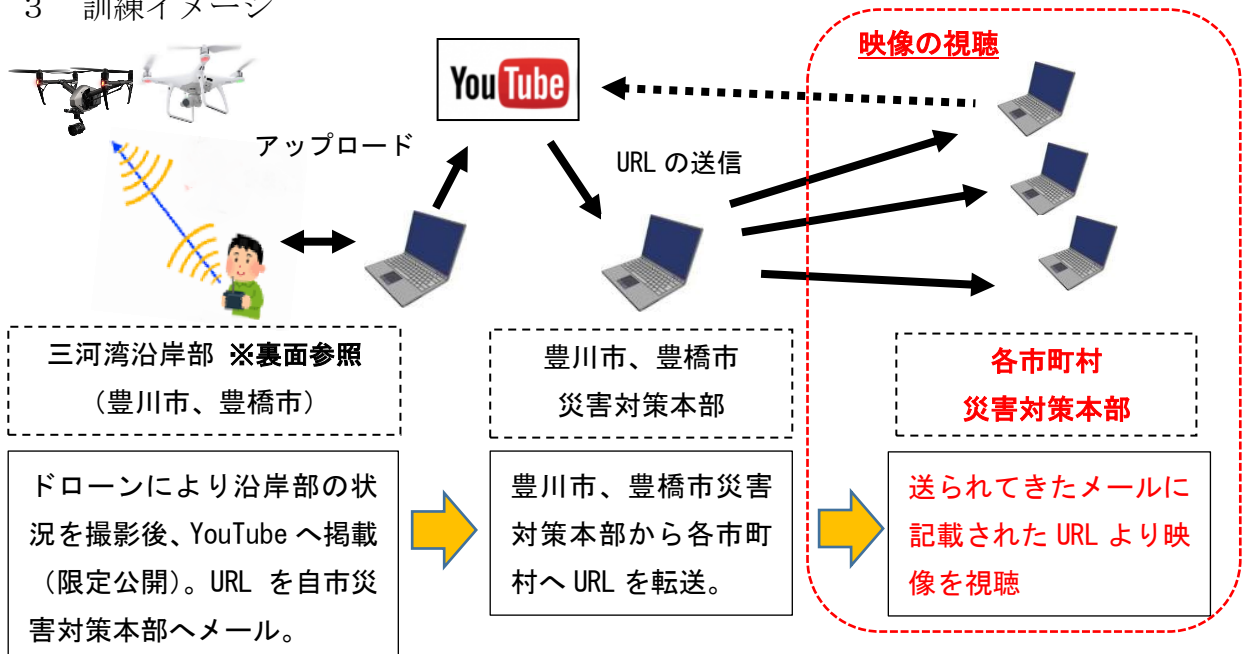 ３　訓練イメージ
映像の視聴
YouTube
アップロード
URL の送信
三河湾沿岸部 ※裏面参照
（豊川市、豊橋市）
豊川市、豊橋市
災害対策本部
各市町村
災害対策本部
ドローンにより沿岸部の状
況を撮影後、YouTube へ掲載
（限定公開）。URL を自市災
害対策本部へメール。
豊川市、豊橋市災害
対策本部から各市町
村へ URL を転送。
送られてきたメールに
記載された URL より映
像を視聴